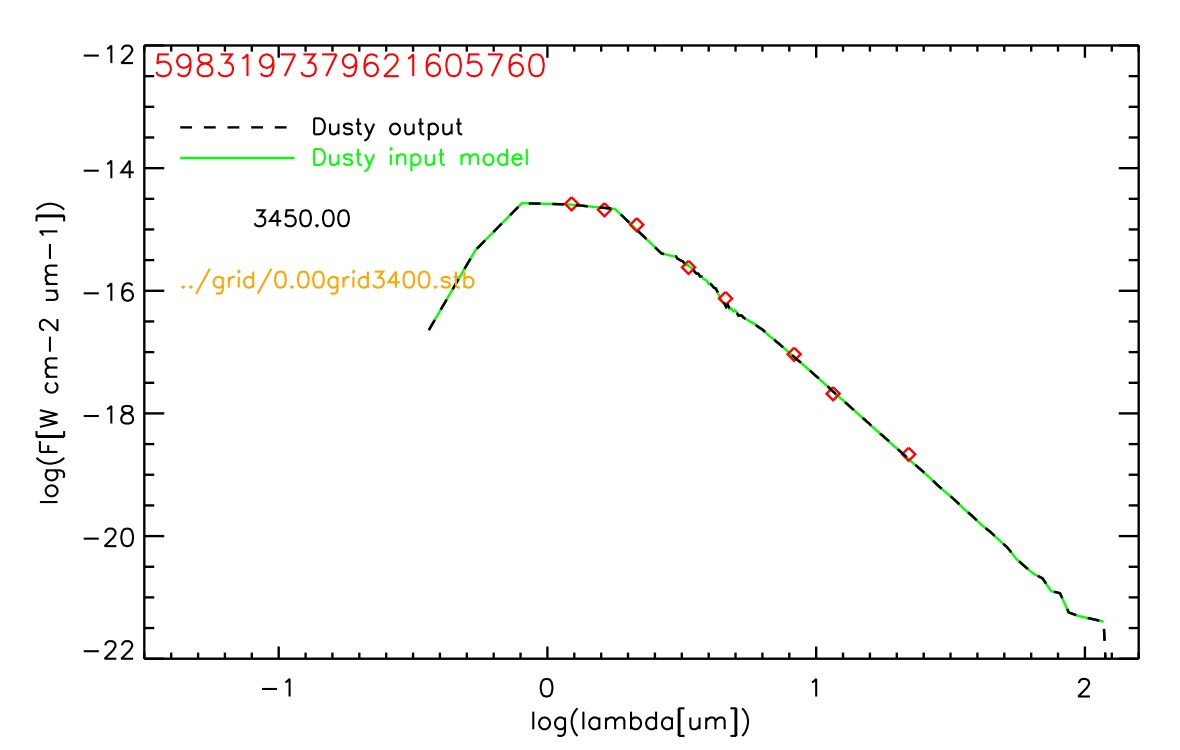 5983197379621605760
Dusty output
Dusty input model
3450.00
../grid/0.00grid3400.stb
log(F[W cm-2 um-1])
-12
-14
-16
-18
-20
-22
-1
0
1
2
log(lambda[um])